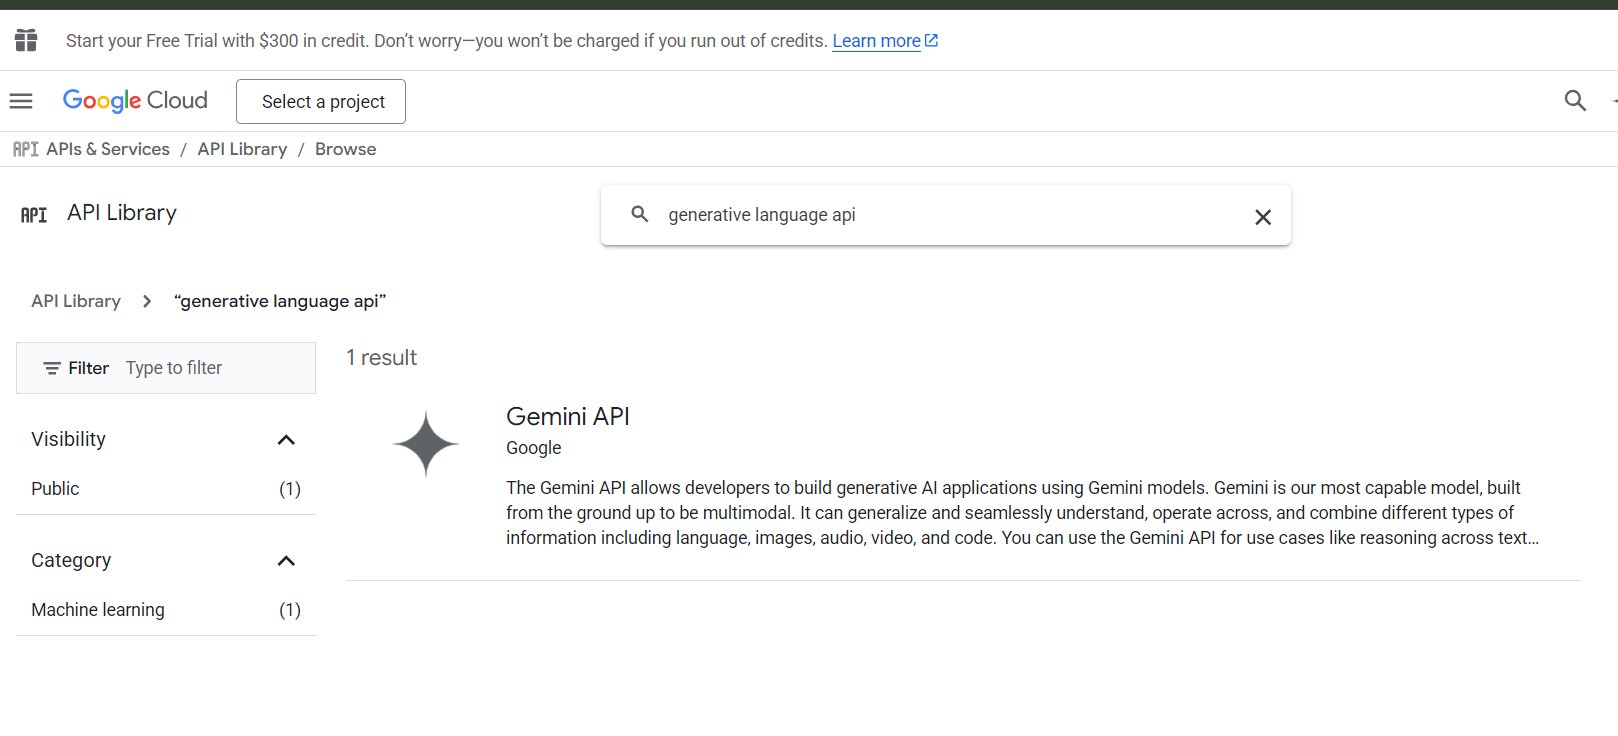 Start your Free Trial with $300 in credit. Don’t worry—you won’t be charged if you run out of credits. Learn more
Google Cloud
Select a project
API APIs & Services / API Library / Browse
API API Library
generative language api
API Library > “generative language api”
Filter Type to filter
1 result
Gemini API
Google
The Gemini API allows developers to build generative AI applications using Gemini models. Gemini is our most capable model, built
from the ground up to be multimodal. It can generalize and seamlessly understand, operate across, and combine different types of
information including language, images, audio, video, and code. You can use the Gemini API for use cases like reasoning across text...
Visibility
Public (1)
Category
Machine learning (1)